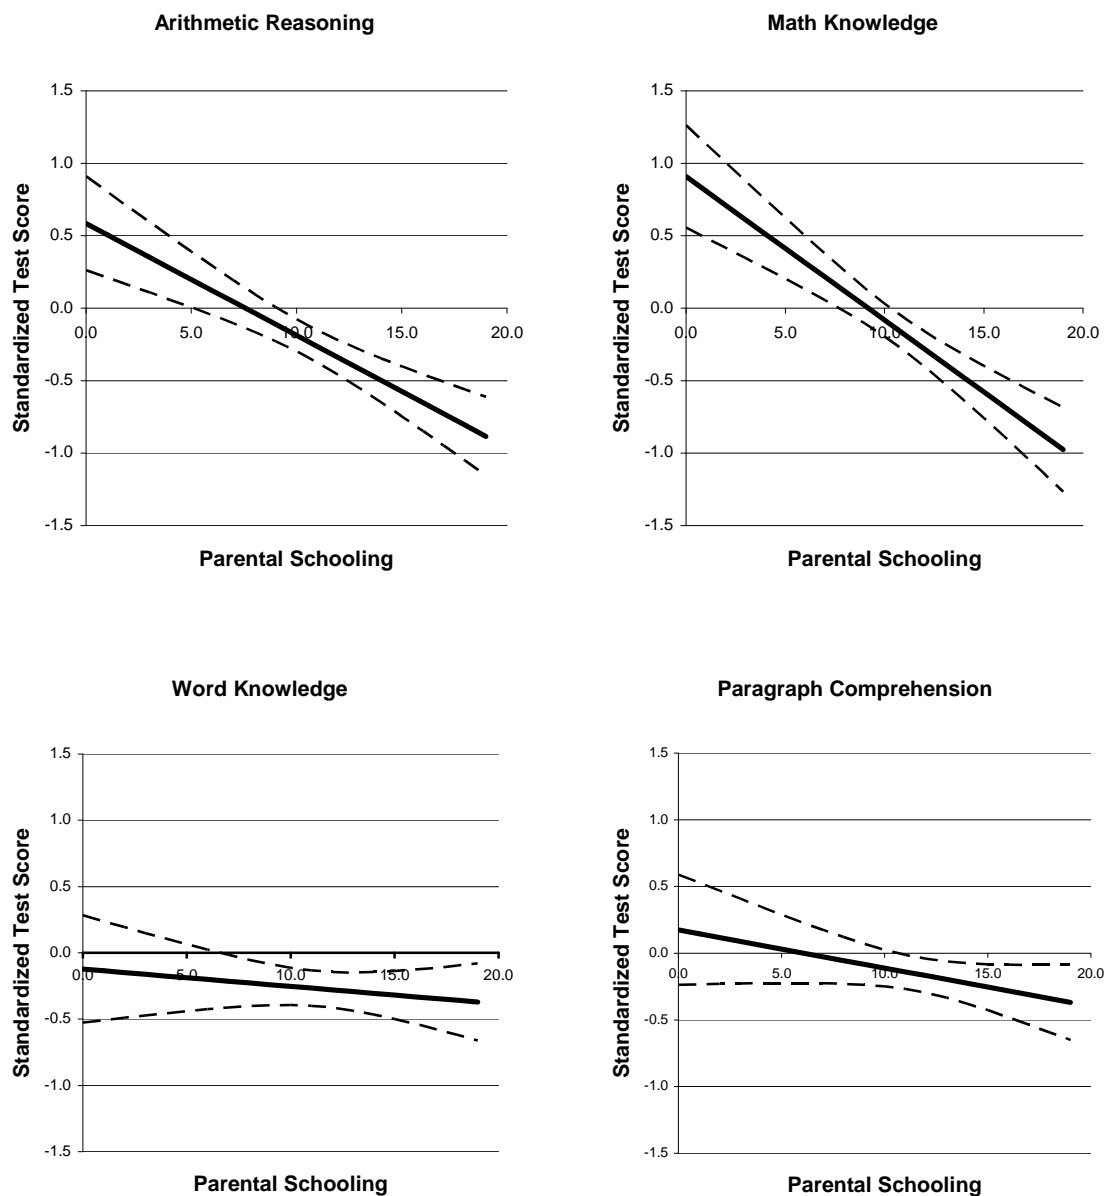 Arithmetic Reasoning
Math Knowledge
Standardized Test Score
1.5
1.0
0.5
0.0
-0.5
-1.0
-1.5
0.0 5.0 10.0 15.0 20.0
Parental Schooling
Standardized Test Score
1.5
1.0
0.5
0.0
-0.5
-1.0
-1.5
0.0 5.0 10.0 15.0 20.0
Parental Schooling
Word Knowledge
Paragraph Comprehension
Standardized Test Score
1.5
1.0
0.5
0.0
-0.5
-1.0
-1.5
0.0 5.0 10.0 15.0 20.0
Parental Schooling
Standardized Test Score
1.5
1.0
0.5
0.0
-0.5
-1.0
-1.5
0.0 5.0 10.0 15.0 20.0
Parental Schooling